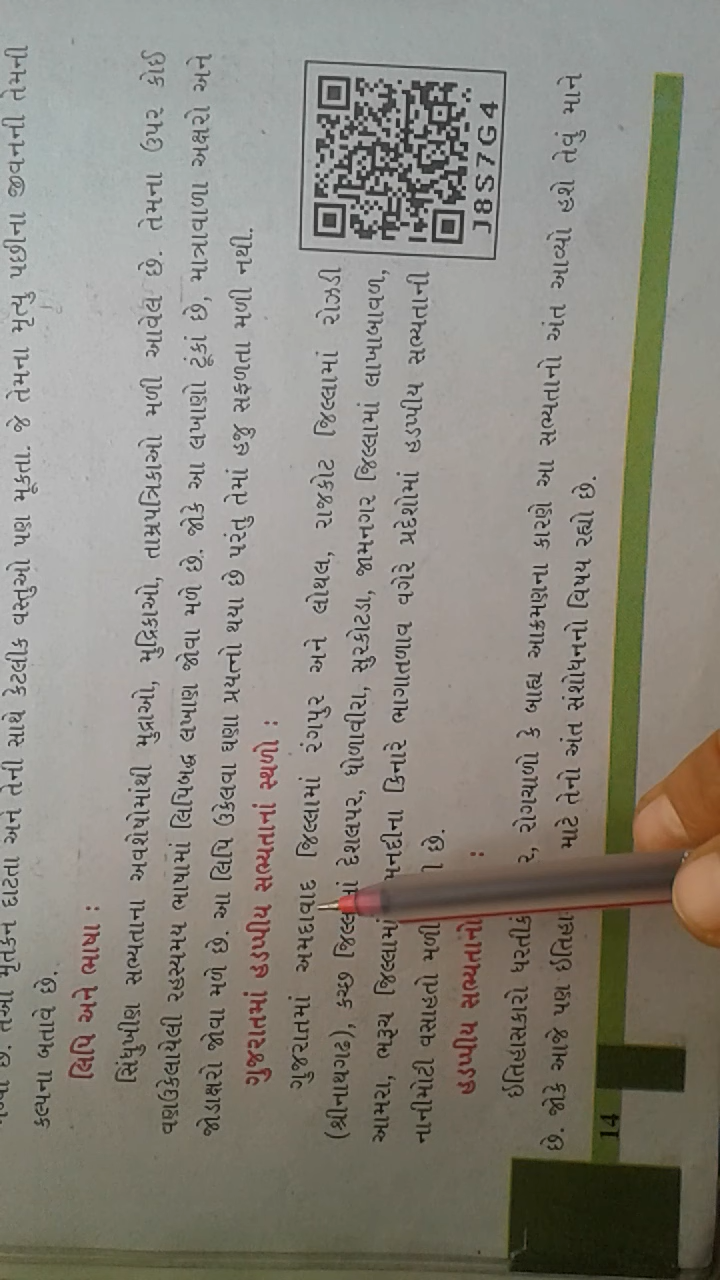 છે. તેઓ મૃતકને દાટતા અને તેની સાથે કેટલીક વસ્તુઓ પણ મૂકતા. જે તેમના મૃત્યુ પછીના જીવનની તેમની
કલ્પના બતાવે છે.
લિપિ અને ભાષા :
સિંધુખીણ સભ્યતાના અવશેષોમાંથી મુદ્રાઓ, મુદ્રિકાઓ, તામ્રપત્રિકાઓ મળી આવેલ છે. તેમના ઉપર કોઈ
વણઉકેલાયેલી રહસ્યમય ભાષામાં લિપિબદ્ધ લખાણ જોવા મળે છે. જોકે આ લખાણો ટૂંકાં છે, માત્રાવાળા અક્ષરો અને
જોડાક્ષરો જોવા મળે છે. આ લિપિ ઉકેલવા ઘણા પ્રયત્નો થયા છે પરંતુ તેમાં હજુ સફળતા મળી નથી.
ગુજરાતમાં હડપ્પીય સભ્યતાનાં સ્થળો :
ગુજરાતમાં અમદાવાદ જિલ્લામાં રંગપુર અને લોથલ, રાજકોટ જિલ્લામાં રોઝડી
(શ્રીનાથગઢ), કચ્છ જિલ્લામાં દેશલપર, ધોળાવીરા, સુરકોટડા, જામનગર જિલ્લામાં લાખાબાવળ,
આમરા, ભરૂચ જિલ્લામાં મનદીના કિનારે ભાગાતળાવ વગેરે પ્રદેશોમાં હડપ્પીય સભ્યતાની
નાનીમોટી વસાહતો મળી છે.
J8S7G4
હડપ્પીય સભ્યતાનો :
ઇતિહાસકારો ધરતીકં ર, રોગચાળો કે બાહ્ય આક્રમણના કારણે આ સભ્યતાનો અંત આવ્યો હશે તેવું માને
છે. જોકે આજે પણ ઇતિહા માટે તેનો અંત સંશોધનનો વિષય રહ્યો છે.
14